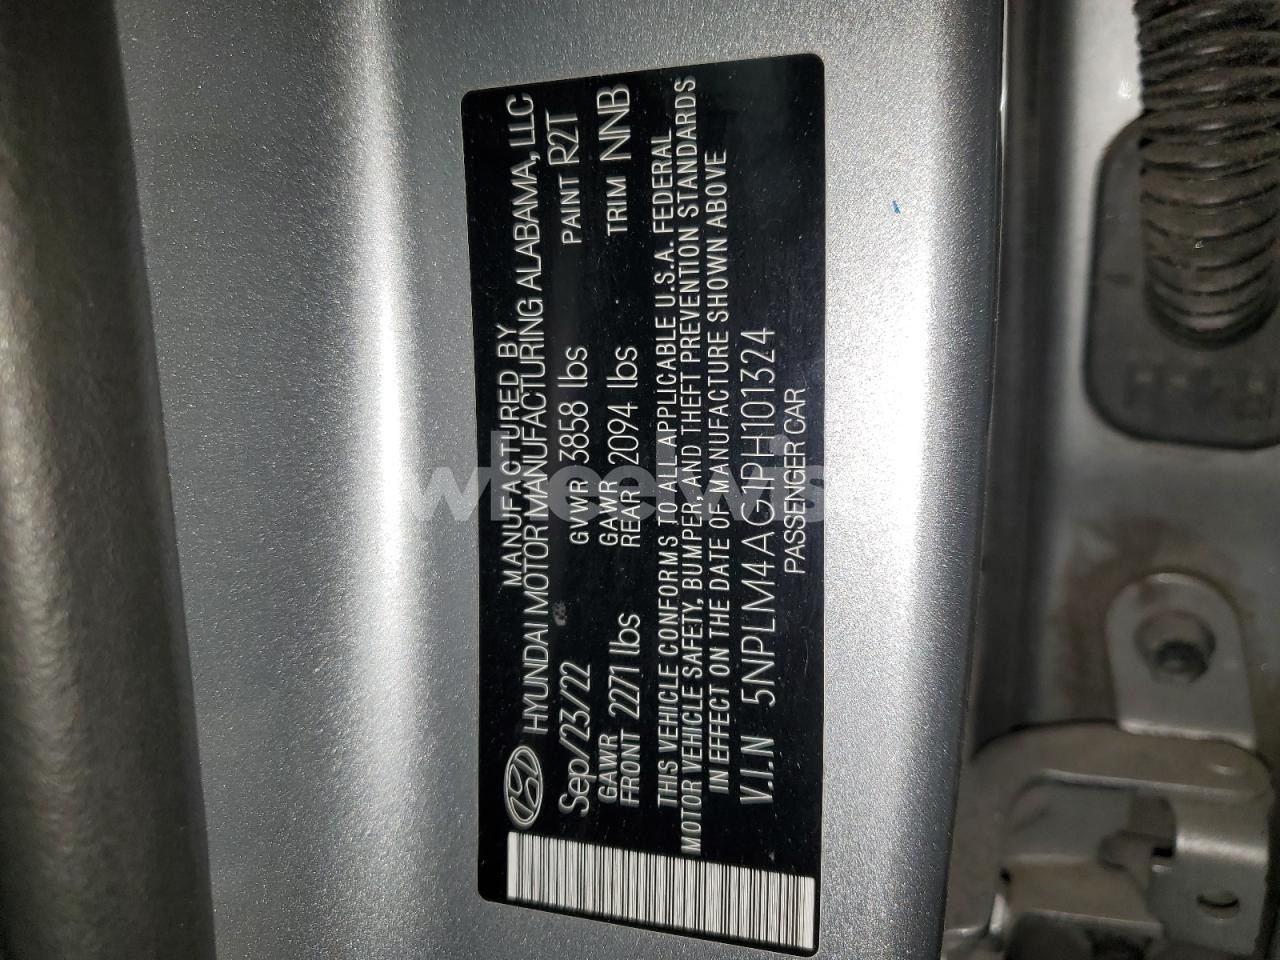 MANUFACTURED BY
HYUNDAI MOTOR MANUFACTURING ALABAMA, LLC
Sep/23/22 GVWR 3858 lbs PAINT R2T
GAWR FRONT 2271 lbs GAWR REAR 2094 lbs TRIM NNB
THIS VEHICLE CONFORMS TO ALL APPLICABLE U.S.A. FEDERAL
MOTOR VEHICLE SAFETY, BUMPER, AND THEFT PREVENTION STANDARDS
IN EFFECT ON THE DATE OF MANUFACTURE SHOWN ABOVE
V.I.N 5NPLM4AG1PH101324
PASSENGER CAR
wheelwis